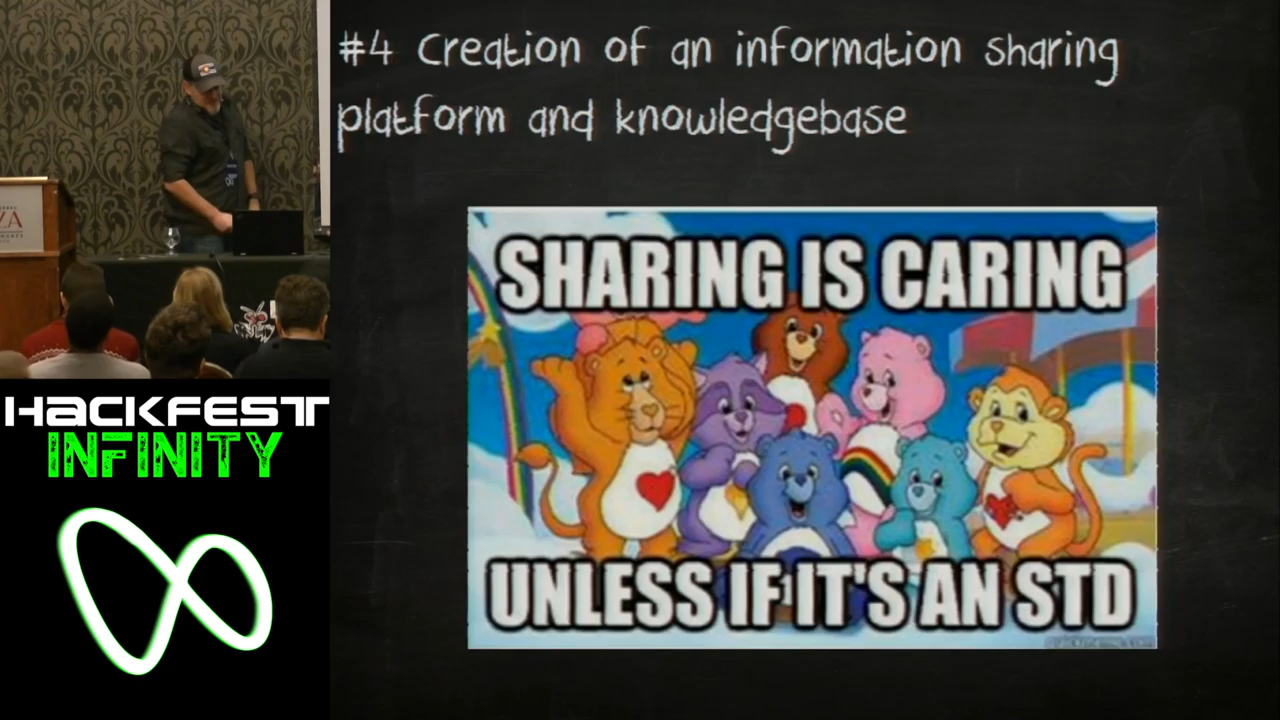 #4 Creation of an information sharing
platform and knowledgebase
SHARING IS CARING
UNLESS IF IT'S AN STD
ZA
HACKFEST
INFINITY